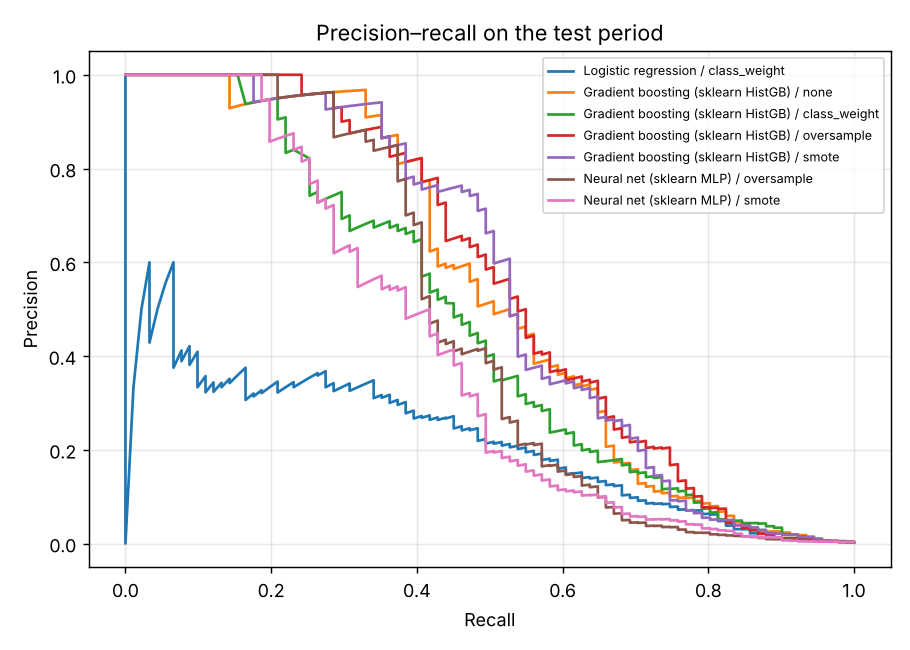 Precision–recall on the test period
Logistic regression / class_weight
Gradient boosting (sklearn HistGB) / none
Gradient boosting (sklearn HistGB) / class_weight
Gradient boosting (sklearn HistGB) / oversample
Gradient boosting (sklearn HistGB) / smote
Neural net (sklearn MLP) / oversample
Neural net (sklearn MLP) / smote
Precision
1.0
0.8
0.6
0.4
0.2
0.0
0.0 0.2 0.4 0.6 0.8 1.0
Recall